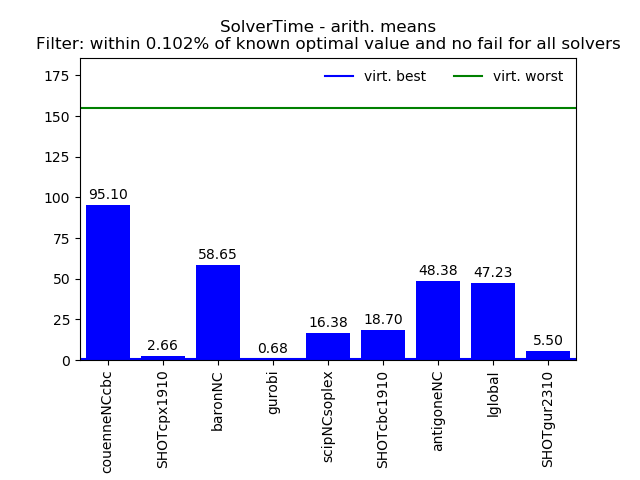 SolverTime - arith. means
Filter: within 0.102% of known optimal value and no fail for all solvers
virt. best
virt. worst
175
150
125
100
75
50
25
0
95.10
2.66
58.65
0.68
16.38
18.70
48.38
47.23
5.50
couenneNCcbc
SHOTcpx1910
baronNC
gurobi
scipNCsoplex
SHOTcbc1910
antigoneNC
lglobal
SHOTgur2310